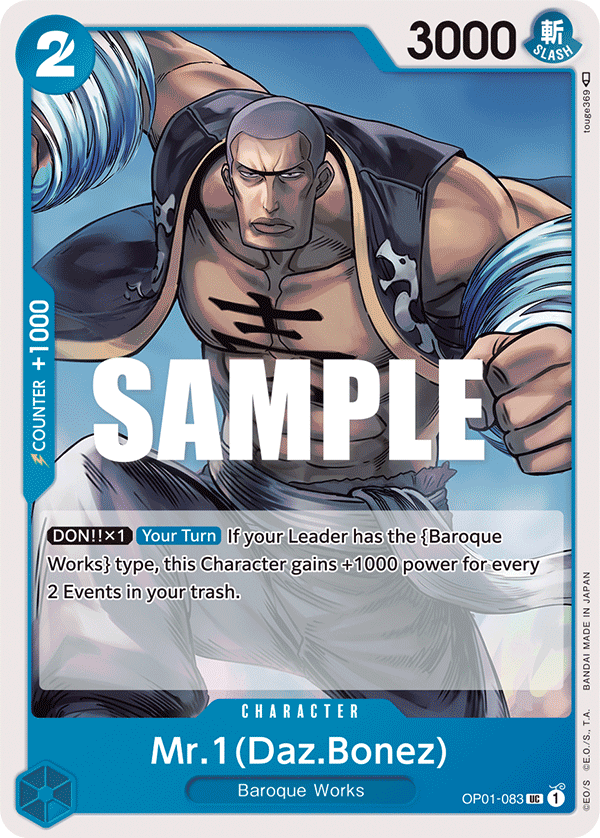 2
3000
斬
SLASH
touge369
COUNTER +1000
吉
SAMPLE
DON!!×1 Your Turn If your Leader has the {Baroque
Works} type, this Character gains +1000 power for every
2 Events in your trash.
CHARACTER
Mr.1(Daz.Bonez)
Baroque Works
OP01-083 UC 1
©E.O/S ©E.O./S., T.A. BANDAI MADE IN JAPAN